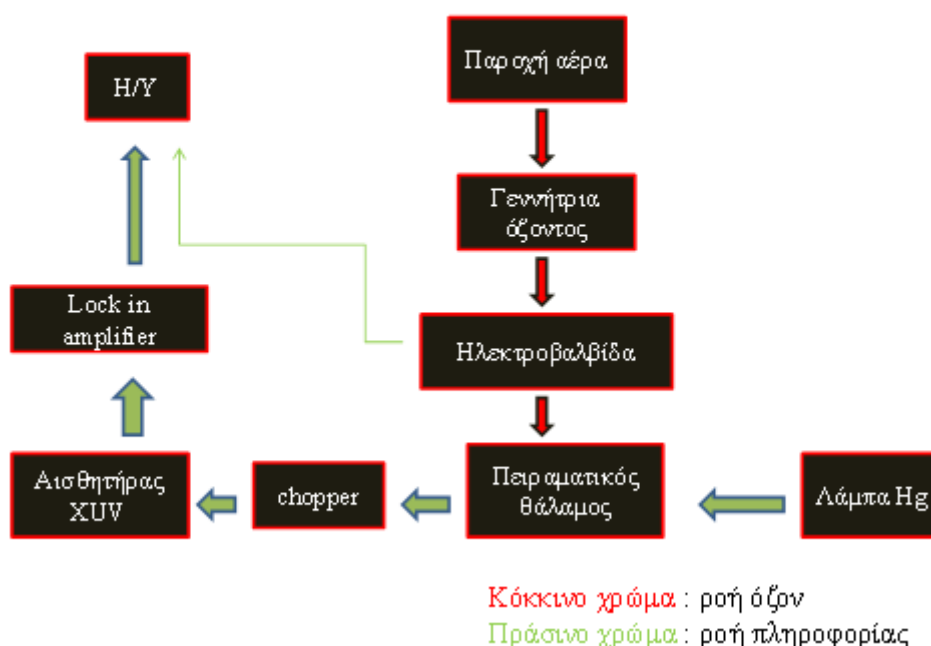 Παροχή αέρα
Η/Υ
Γεννήτρια
όζοντος
Lock in
amplifier
Ηλεκτροβαλβίδα
Αισθητήρας
XUV
chopper
Πειραματικός
θάλαμος
Λάμπα Hg
Κόκκινο χρώμα : ροή όζον
Πράσινο χρώμα : ροή πληροφορίας